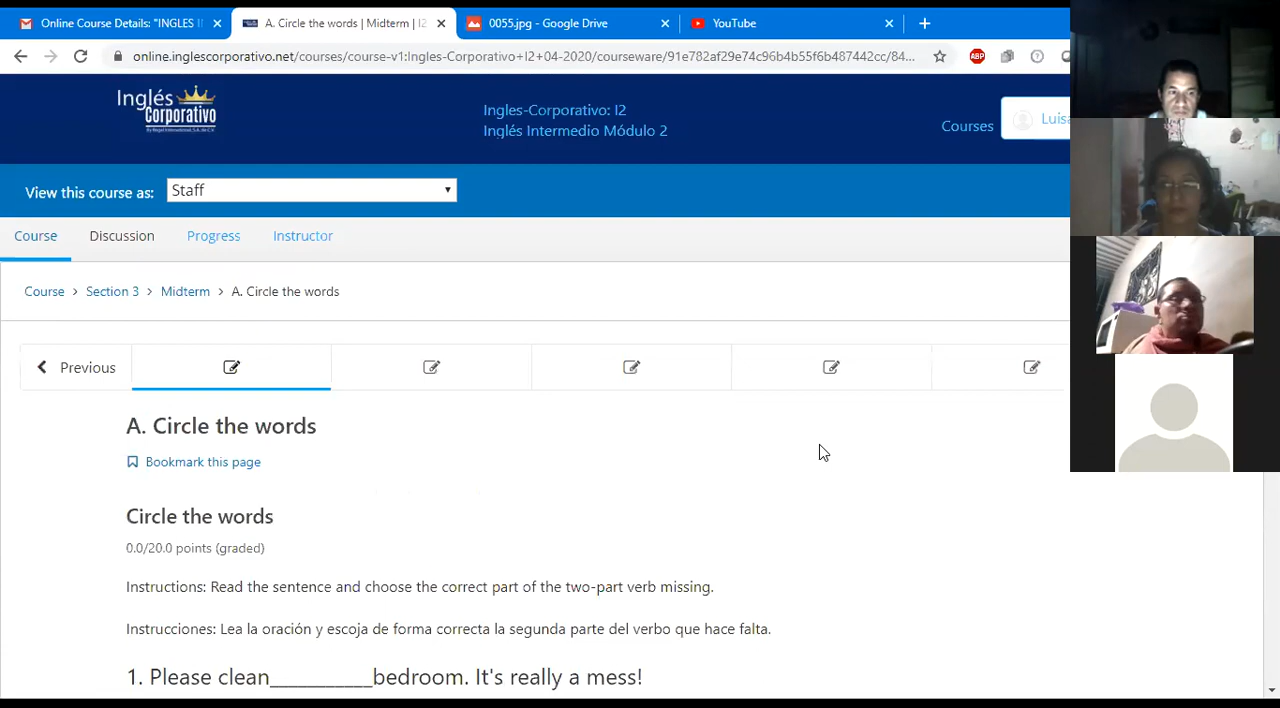 Online Course Details: "INGLES I
A. Circle the words | Midterm | I2
0055.jpg - Google Drive
YouTube
online.inglescorporativo.net/courses/course-v1:Ingles-Corporativo+I2+04-2020/courseware/91e782af29e74c96b4b55f6b487442cc/84...
ABP
Inglés
Corporativo
Ingles-Corporativo: I2
Inglés Intermedio Módulo 2
Courses
Luisa
View this course as:
Staff
Course
Discussion
Progress
Instructor
Course > Section 3 > Midterm > A. Circle the words
Previous
A. Circle the words
Bookmark this page
Circle the words
0.0/20.0 points (graded)
Instructions: Read the sentence and choose the correct part of the two-part verb missing.
Instrucciones: Lea la oración y escoja de forma correcta la segunda parte del verbo que hace falta.
1. Please clean__________bedroom. It's really a mess!